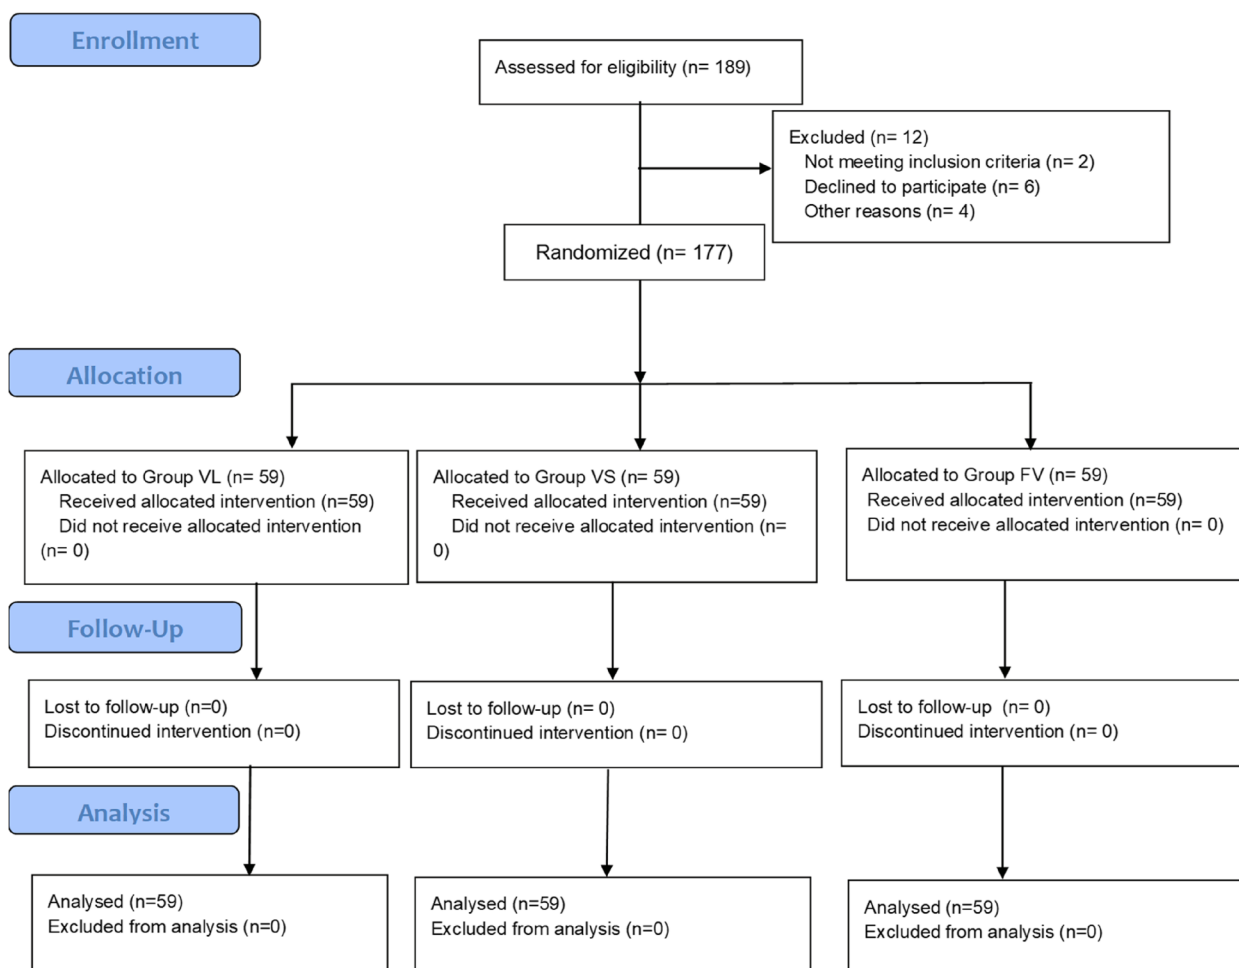 Enrollment
Assessed for eligibility (n= 189)
Excluded (n= 12)
Not meeting inclusion criteria (n= 2)
Declined to participate (n= 6)
Other reasons (n= 4)
Randomized (n= 177)
Allocation
Allocated to Group VL (n= 59)
Received allocated intervention (n=59)
Did not receive allocated intervention
(n= 0)
Allocated to Group VS (n= 59)
Received allocated intervention (n=59)
Did not receive allocated intervention (n=
0)
Allocated to Group FV (n= 59)
Received allocated intervention (n=59)
Did not receive allocated intervention (n= 0)
Follow-Up
Lost to follow-up (n=0)
Discontinued intervention (n=0)
Lost to follow-up (n= 0)
Discontinued intervention (n= 0)
Lost to follow-up  (n= 0)
Discontinued intervention (n= 0)
Analysis
Analysed (n=59)
Excluded from analysis (n=0)
Analysed (n=59)
Excluded from analysis (n=0)
Analysed (n=59)
Excluded from analysis (n=0)